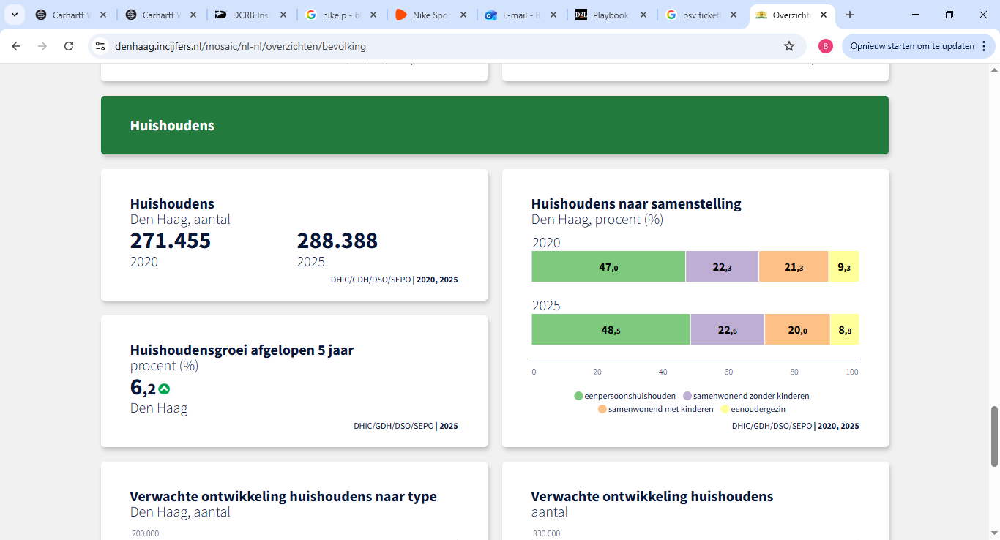 Carhartt W
Carhartt W
DCRB Insi
nike p - 6
Nike Spor
E-mail - B
D2L Playbook
psv ticket
Overzicht
denhaag.incijfers.nl/mosaic/nl-nl/overzichten/bevolking
B
Opnieuw starten om te updaten
Huishoudens
Huishoudens
Den Haag, aantal
271.455 288.388
2020 2025
DHIC/GDH/DSO/SEPO | 2020, 2025
Huishoudensgroei afgelopen 5 jaar
procent (%)
6,2
Den Haag
DHIC/GDH/DSO/SEPO | 2025
Huishoudens naar samenstelling
Den Haag, procent (%)
2020
47,0 22,3 21,3 9,3
2025
48,5 22,6 20,0 8,8
0 20 40 60 80 100
eenpersoonshuishouden samenwonend zonder kinderen
samenwonend met kinderen eenoudergezin
DHIC/GDH/DSO/SEPO | 2020, 2025
Verwachte ontwikkeling huishoudens naar type
Den Haag, aantal
200.000
Verwachte ontwikkeling huishoudens
aantal
330.000